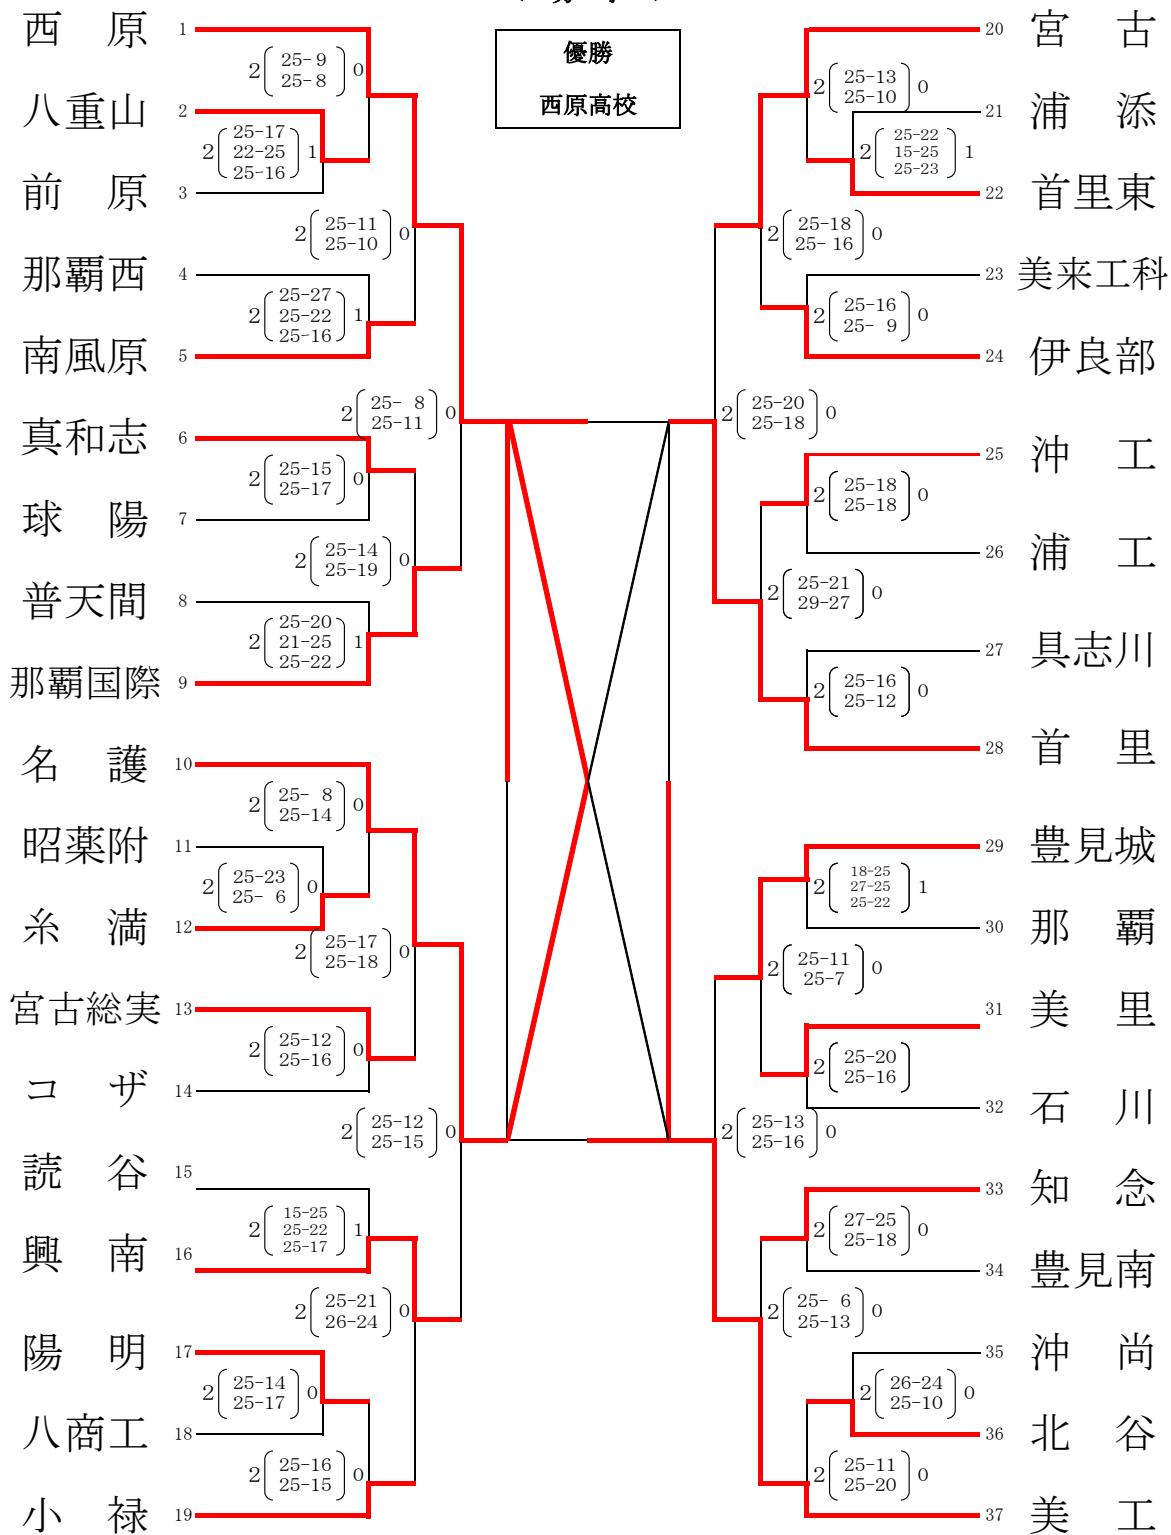 優勝
西原高校
西　原 1
2 25-9 0
25-8
八重山 2
2 25-17 1
22-25
25-16
前　原 3
2 25-11 0
25-10
那覇西 4
2 25-27 1
25-22
25-16
南風原 5
2 25- 8 0
25-11
真和志 6
2 25-15 0
25-17
球　陽 7
2 25-14 0
25-19
普天間 8
2 25-20 1
21-25
25-22
那覇国際 9
名　護 10
2 25- 8 0
25-14
昭薬附 11
2 25-23 0
25- 6
糸　満 12
2 25-17 0
25-18
宮古総実 13
2 25-12 0
25-16
コ　ザ 14
2 25-12 0
25-15
読　谷 15
2 15-25 1
25-22
25-17
興　南 16
2 25-21 0
26-24
陽　明 17
2 25-14 0
25-17
八商工 18
2 25-16 0
25-15
小　禄 19
20 宮　古
2 25-13 0
25-10
21 浦　添
2 25-22 1
15-25
25-23
22 首里東
2 25-18 0
25- 16
23 美来工科
2 25-16 0
25- 9
24 伊良部
2 25-20 0
25-18
25 沖　工
2 25-18 0
25-18
26 浦　工
2 25-21 0
29-27
27 具志川
2 25-16 0
25-12
28 首　里
29 豊見城
2 18-25 1
27-25
25-22
30 那　覇
2 25-11 0
25-7
31 美　里
2 25-20
25-16
32 石　川
2 25-13 0
25-16
33 知　念
2 27-25 0
25-18
34 豊見南
2 25- 6 0
25-13
35 沖　尚
2 26-24 0
25-10
36 北　谷
2 25-11 0
25-20
37 美　工